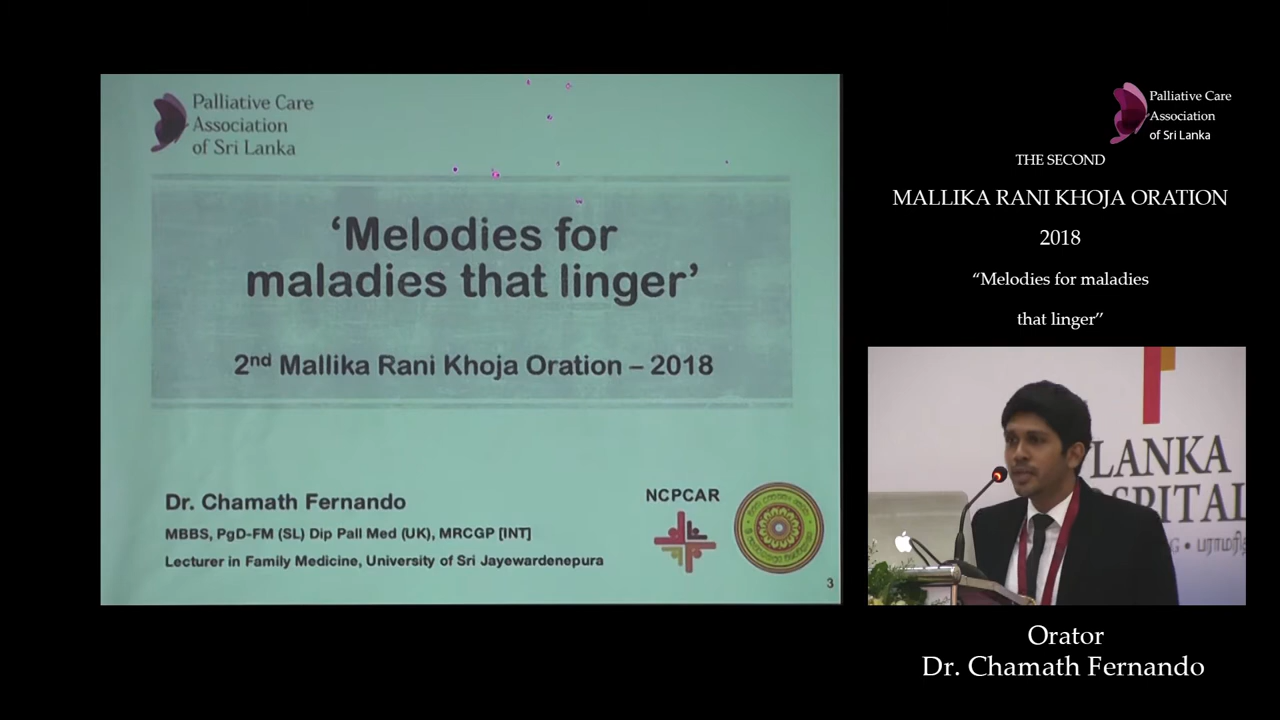 Palliative Care
Association
of Sri Lanka
‘Melodies for
maladies that linger’
2nd Mallika Rani Khoja Oration – 2018
Dr. Chamath Fernando
MBBS, PgD-FM (SL) Dip Pall Med (UK), MRCGP [INT]
Lecturer in Family Medicine, University of Sri Jayewardenepura
NCPCAR
3
Palliative Care
Association
of Sri Lanka
THE SECOND
MALLIKA RANI KHOJA ORATION
2018
“Melodies for maladies
that linger”
LANKA
SPITAL
G • பராமரி
Orator
Dr. Chamath Fernando